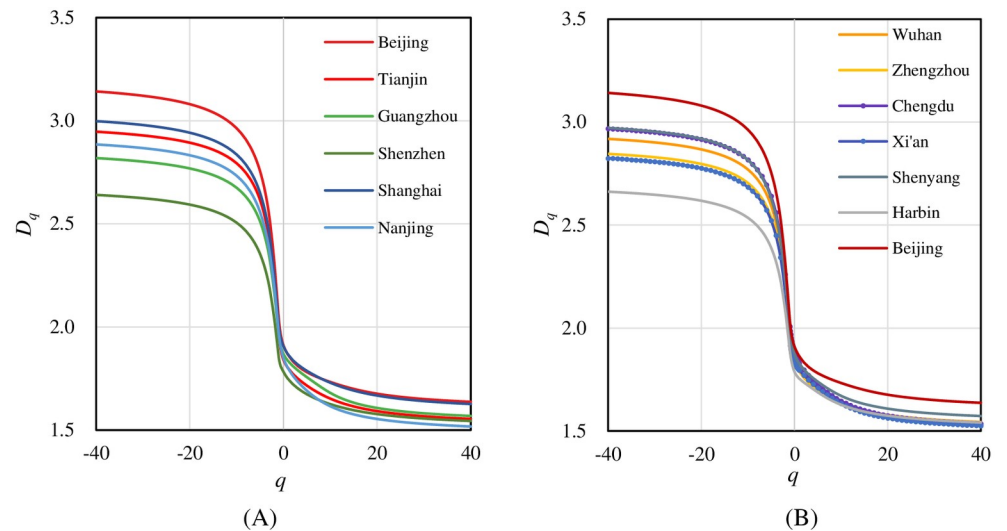 3.5
3.0
2.5
2.0
1.5
D_q
-40
-20
0
20
40
q
Beijing
Tianjin
Guangzhou
Shenzhen
Shanghai
Nanjing
(A)
3.5
3.0
2.5
2.0
1.5
D_q
-40
-20
0
20
40
q
Wuhan
Zhengzhou
Chengdu
Xi'an
Shenyang
Harbin
Beijing
(B)